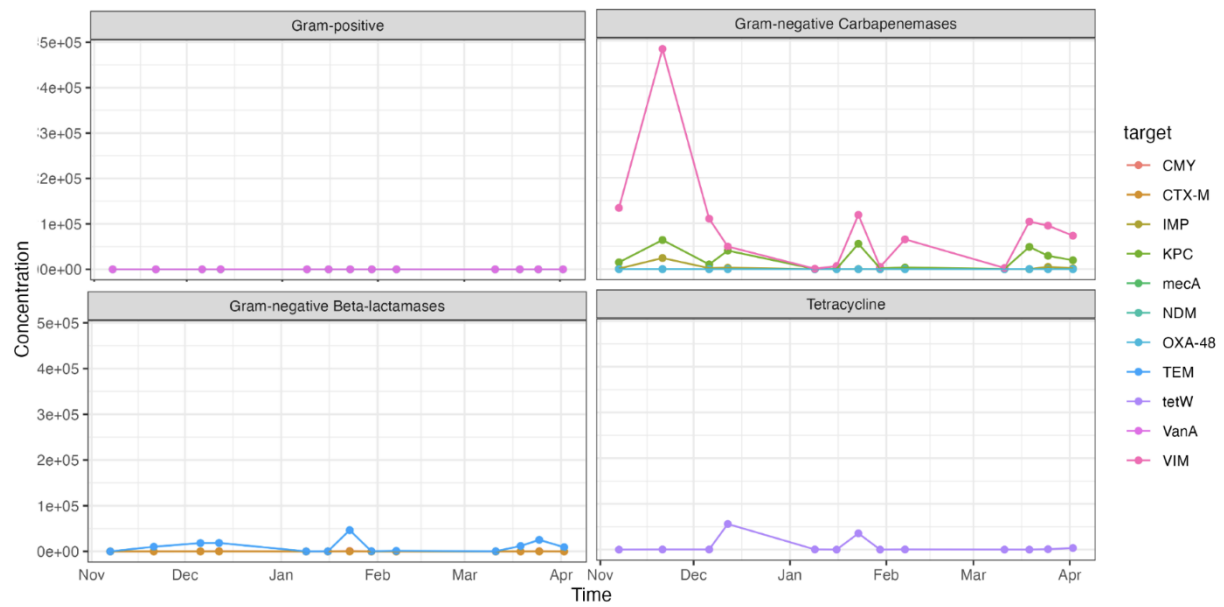 Gram-positive
Gram-negative Carbapenemases
5e+05
4e+05
3e+05
2e+05
1e+05
0e+00
Concentration
Gram-negative Beta-lactamases
Tetracycline
5e+05
4e+05
3e+05
2e+05
1e+05
0e+00
Nov Dec Jan Feb Mar Apr
Nov Dec Jan Feb Mar Apr
Time
target
CMY
CTX-M
IMP
KPC
mecA
NDM
OXA-48
TEM
tetW
VanA
VIM